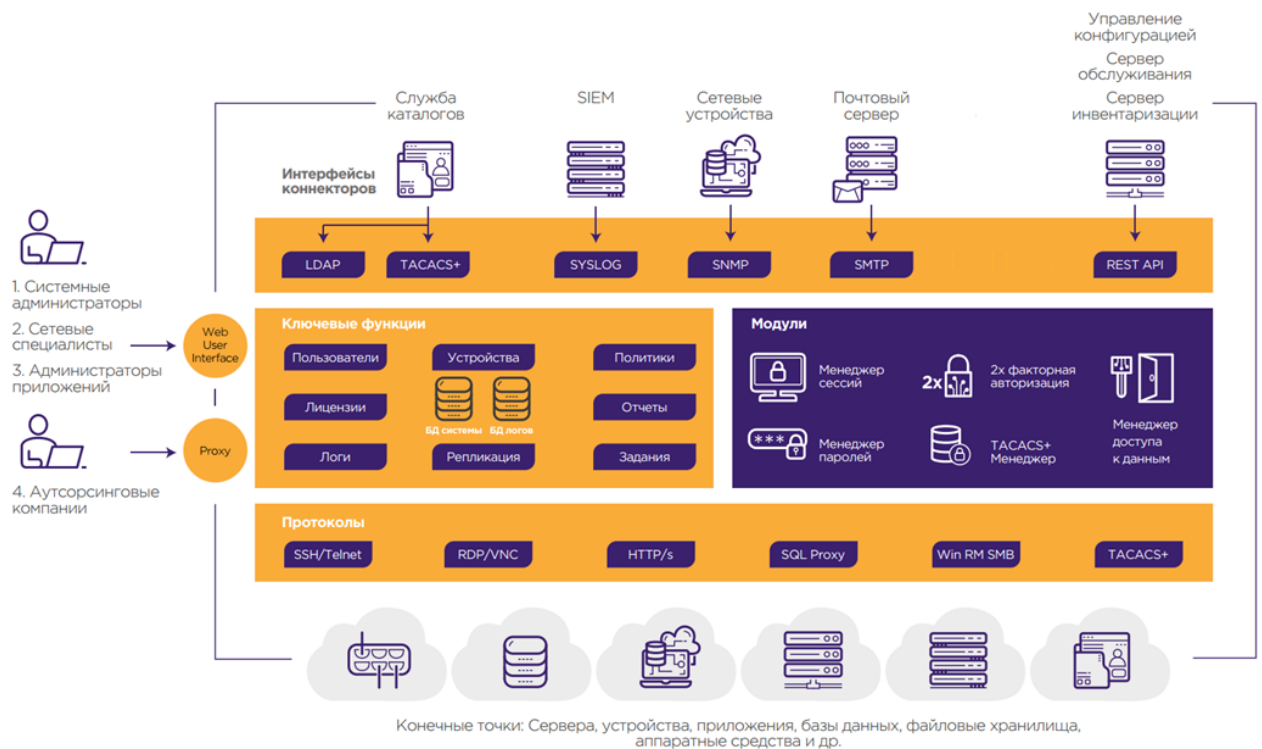 Управление
конфигурацией
Сервер
обслуживания
Сервер
инвентаризации
Служба
каталогов
SIEM
Сетевые
устройства
Почтовый
сервер
Интерфейсы
коннекторов
LDAP
TACACS+
SYSLOG
SNMP
SMTP
REST API
1. Системные
администраторы
2. Сетевые
специалисты
3. Администраторы
приложений
4. Аутсорсинговые
компании
Web
User
Interface
Proxy
Ключевые функции
Пользователи
Устройства
Политики
Лицензии
БД системы
БД логов
Отчеты
Логи
Репликация
Задания
Модули
Менеджер
сессий
2x
2х факторная
авторизация
***
Менеджер
паролей
TACACS+
Менеджер
Менеджер
доступа
к данным
Протоколы
SSH/Telnet
RDP/VNC
HTTP/s
SQL Proxy
Win RM SMB
TACACS+
Конечные точки: Сервера, устройства, приложения, базы данных, файловые хранилища,
аппаратные средства и др.